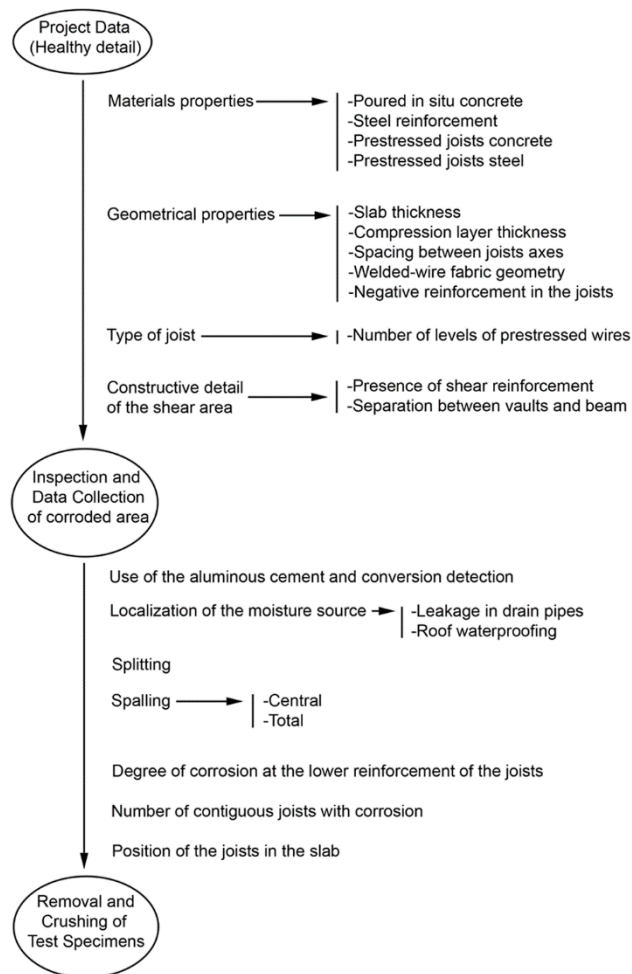 Project Data
(Healthy detail)
Materials properties
-Poured in situ concrete
-Steel reinforcement
-Prestressed joists concrete
-Prestressed joists steel
Geometrical properties
-Slab thickness
-Compression layer thickness
-Spacing between joists axes
-Welded-wire fabric geometry
-Negative reinforcement in the joists
Type of joist
-Number of levels of prestressed wires
Constructive detail
of the shear area
-Presence of shear reinforcement
-Separation between vaults and beam
Inspection and
Data Collection
of corroded area
Use of the aluminous cement and conversion detection
Localization of the moisture source
-Leakage in drain pipes
-Roof waterproofing
Splitting
Spalling
-Central
-Total
Degree of corrosion at the lower reinforcement of the joists
Number of contiguous joists with corrosion
Position of the joists in the slab
Removal and
Crushing of
Test Specimens